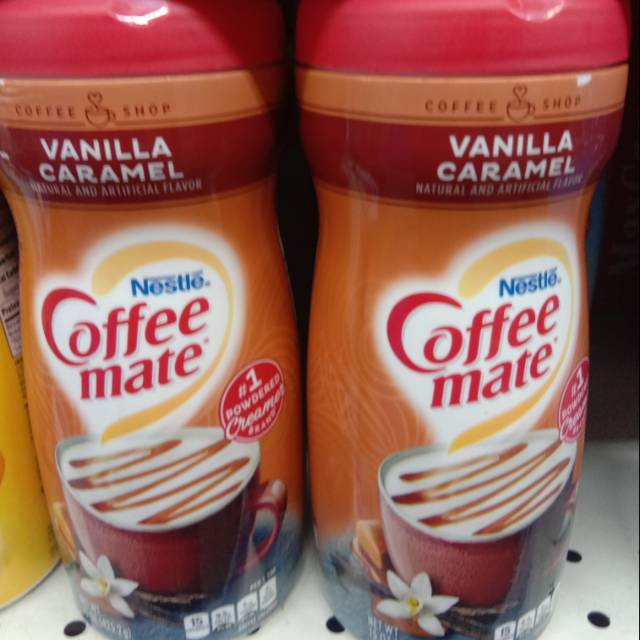 COFFEE SHOP
VANILLA
CARAMEL
NATURAL AND ARTIFICIAL FLAVOR
Nestlé
Coffee
mate
#1
POWDERED
Creamer
BRAND
COFFEE SHOP
VANILLA
CARAMEL
NATURAL AND ARTIFICIAL FLAVOR
Nestlé
Coffee
mate
#1
POWDERED
Creamer
BRAND
NET W